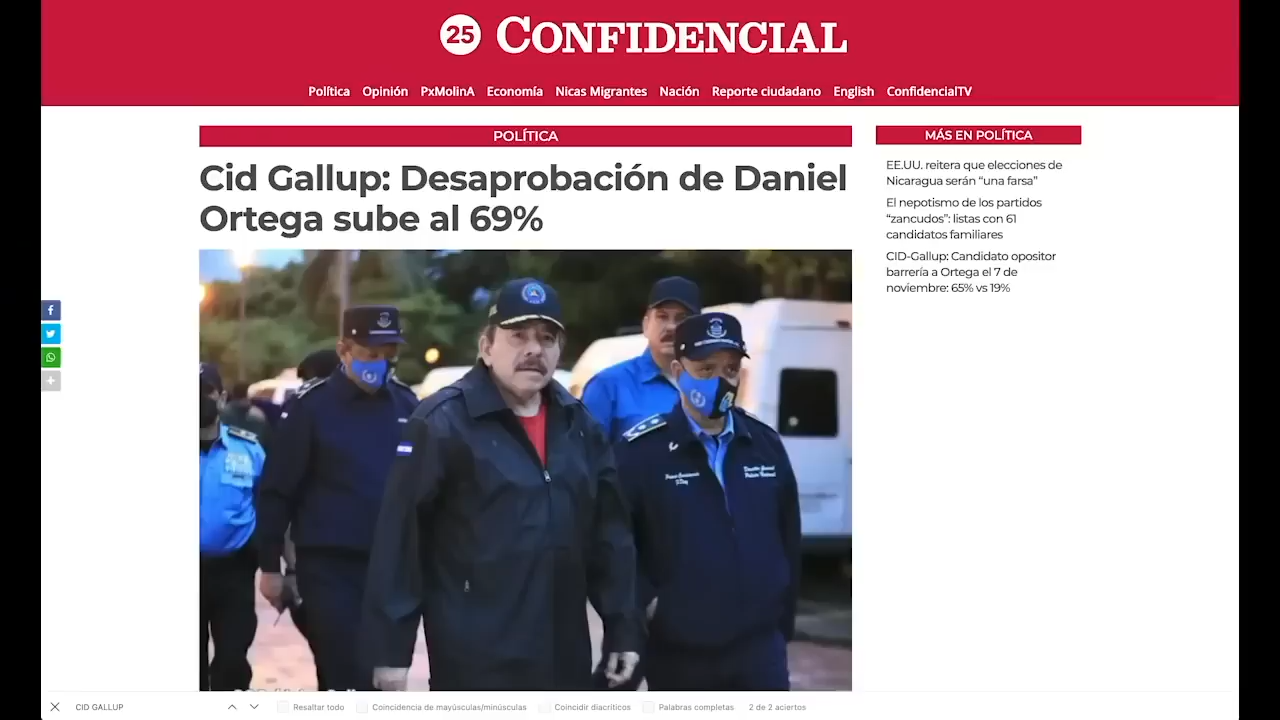 25 CONFIDENCIAL
Política Opinión PxMolinA Economía Nicas Migrantes Nación Reporte ciudadano English ConfidencialTV
POLÍTICA
Cid Gallup: Desaprobación de Daniel
Ortega sube al 69%
MÁS EN POLÍTICA
EE.UU. reitera que elecciones de
Nicaragua serán “una farsa”
El nepotismo de los partidos
“zancudos”: listas con 61
candidatos familiares
CID-Gallup: Candidato opositor
barrería a Ortega el 7 de
noviembre: 65% vs 19%
CID GALLUP
Resaltar todo
Coincidencia de mayúsculas/minúsculas
Coincidir diacríticos
Palabras completas
2 de 2 aciertos